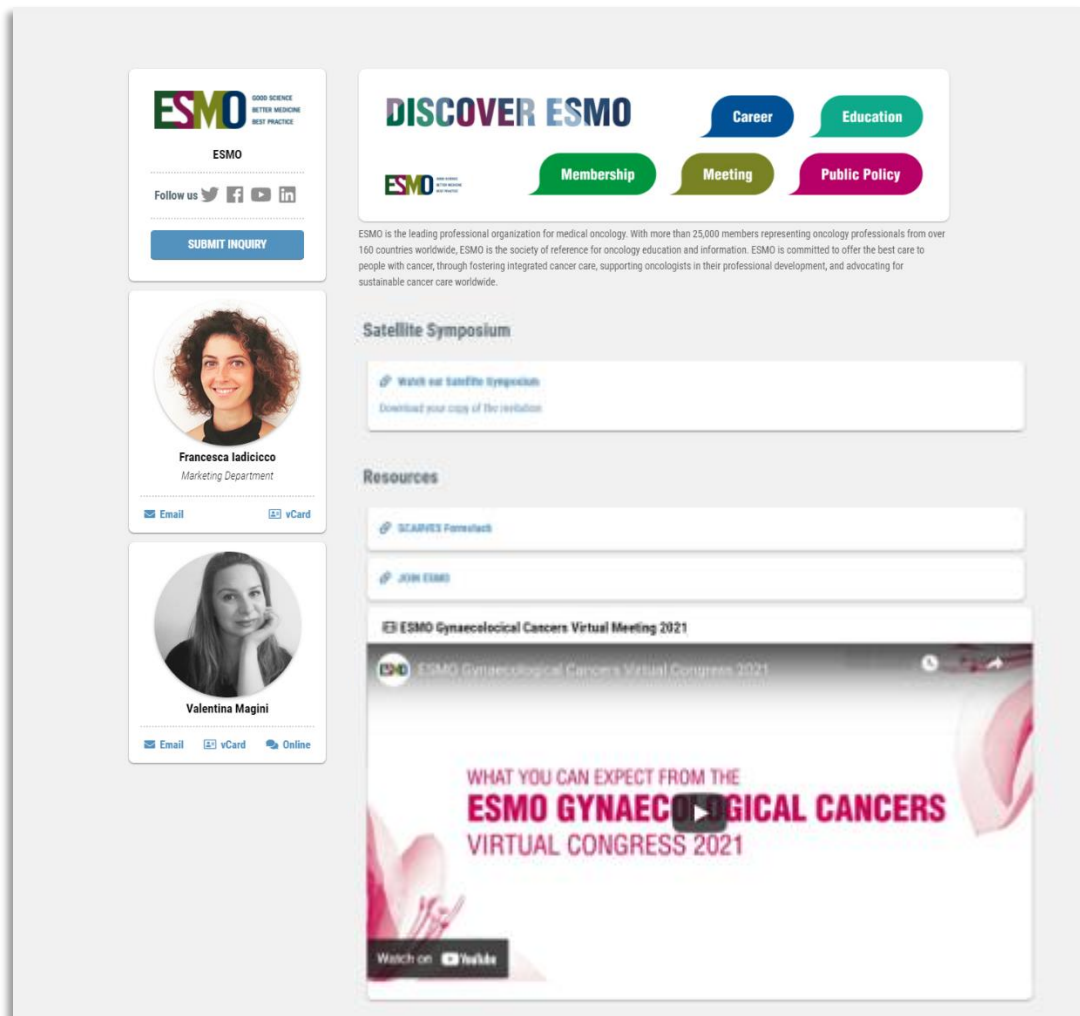 ESMO
GOOD SCIENCE
BETTER MEDICINE
BEST PRACTICE
ESMO
Follow us
SUBMIT INQUIRY
Francesca Iadicicco
Marketing Department
Email
vCard
Valentina Magini
Email
vCard
Online
DISCOVER ESMO
Career
Education
ESMO
Membership
Meeting
Public Policy
ESMO is the leading professional organization for medical oncology. With more than 25,000 members representing oncology professionals from over
160 countries worldwide, ESMO is the society of reference for oncology education and information. ESMO is committed to offer the best care to
people with cancer, through fostering integrated cancer care, supporting oncologists in their professional development, and advocating for
sustainable cancer care worldwide.
Satellite Symposium
Watch our Satellite Symposium
Download your copy of the invitation
Resources
JOIN ESMO
ESMO Gynaecolocical Cancers Virtual Meeting 2021
ESMO
ESMO Gynaecological Cancers Virtual Congress 2021
WHAT YOU CAN EXPECT FROM THE
ESMO GYNAECOLOGICAL CANCERS
VIRTUAL CONGRESS 2021
Watch on YouTube